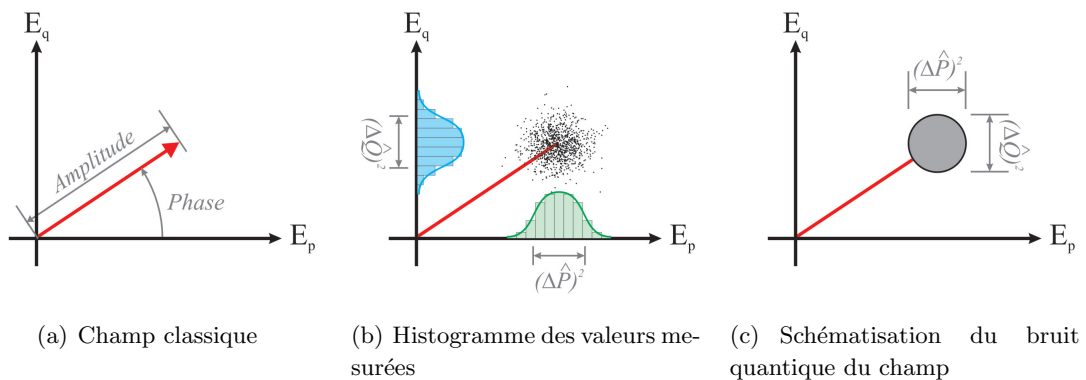 E_q
Amplitude
Phase
E_p
(a) Champ classique
E_q
(ΔQ̂)²
E_p
(ΔP̂)²
(b) Histogramme des valeurs me-
surées
E_q
(ΔP̂)²
(ΔQ̂)²
E_p
(c) Schématisation du bruit
quantique du champ